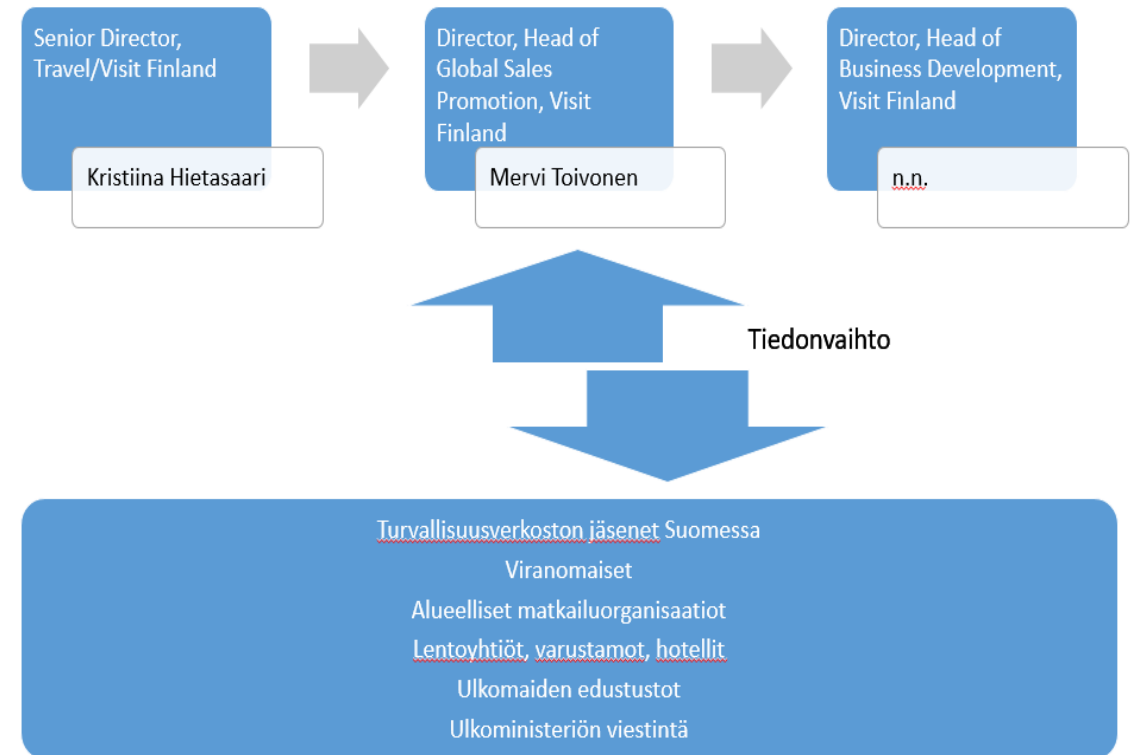 Senior Director,
Travel/Visit Finland
Kristiina Hietasaari
Director, Head of
Global Sales
Promotion, Visit
Finland
Mervi Toivonen
Director, Head of
Business Development,
Visit Finland
n.n.
Tiedonvaihto
Turvallisuusverkoston jäsenet Suomessa
Viranomaiset
Alueelliset matkailuorganisaatiot
Lentoyhtiöt, varustamot, hotellit
Ulkomaiden edustustot
Ulkoministeriön viestintä